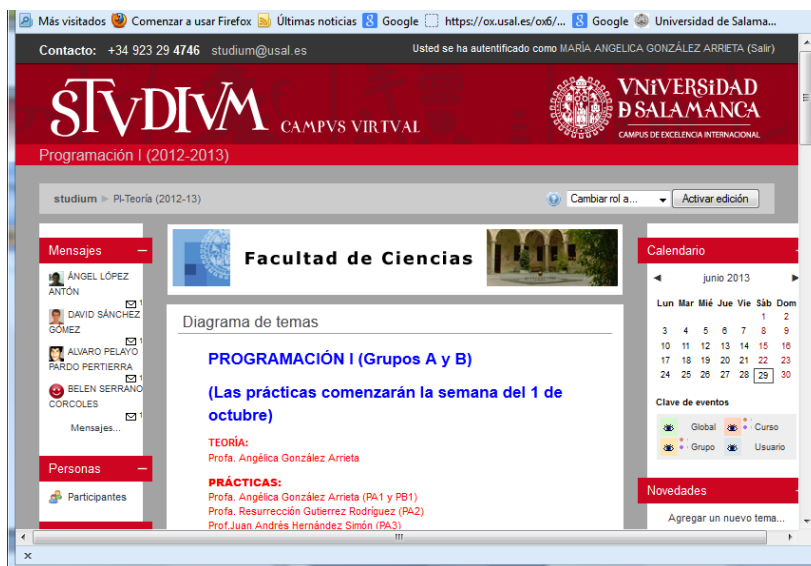 Más visitados Comenzar a usar Firefox Últimas noticias Google https://ox.usal.es/ox6/... Google Universidad de Salama...
Contacto: +34 923 29 4746 studium@usal.es Usted se ha autentificado como MARÍA ANGELICA GONZÁLEZ ARRIETA (Salir)
STVDIVM CAMPVS VIRTVAL
VNiVERSiDAD
D SALAMANCA
CAMPUS DE EXCELENCIA INTERNACIONAL
Programación I (2012-2013)
studium ► PI-Teoría (2012-13) Cambiar rol a... Activar edición
Mensajes
ÁNGEL LÓPEZ
ANTÓN
1
DAVID SÁNCHEZ
GÓMEZ
1
ALVARO PELAYO
PARDO PERTIERRA
1
BELEN SERRANO
CORCOLES
1
Mensajes...
Personas
Participantes
Facultad de Ciencias
Diagrama de temas
PROGRAMACIÓN I (Grupos A y B)
(Las prácticas comenzarán la semana del 1 de
octubre)
TEORÍA:
Profa. Angélica González Arrieta
PRÁCTICAS:
Profa. Angélica González Arrieta (PA1 y PB1)
Profa. Resurrección Gutierrez Rodríguez (PA2)
Prof.Juan Andrés Hernández Simón (PA3)
Calendario
◄ junio 2013 ►
Lun Mar Mié Jue Vie Sáb Dom
1 2
3 4 5 6 7 8 9
10 11 12 13 14 15 16
17 18 19 20 21 22 23
24 25 26 27 28 29 30
Clave de eventos
Global Curso
Grupo Usuario
Novedades
Agregar un nuevo tema...
×